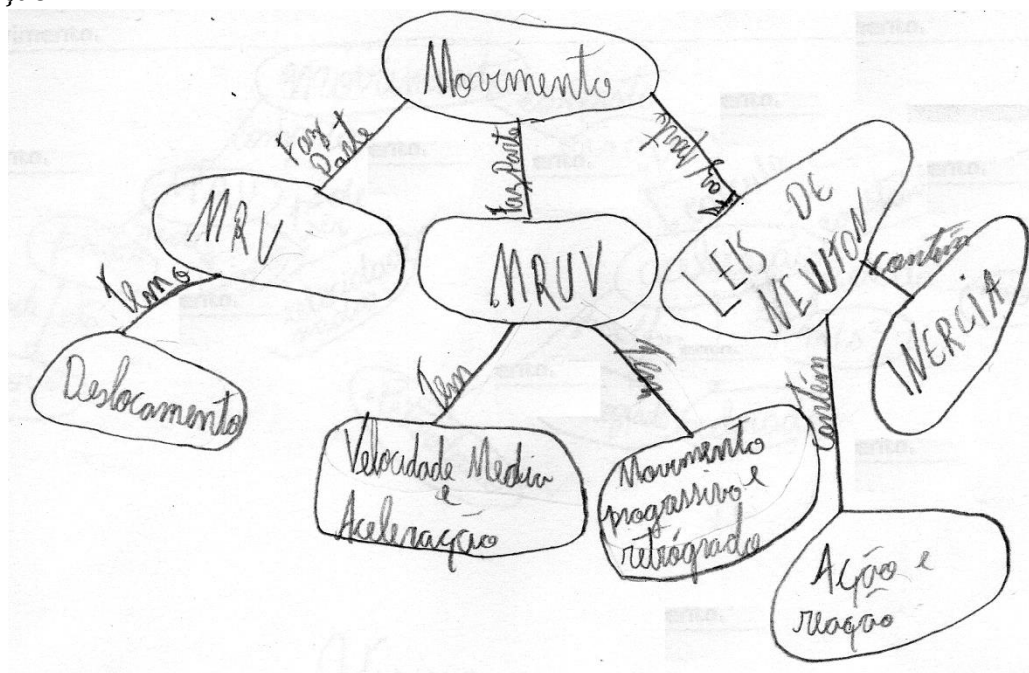 Movimento
Faz Parte
Faz Parte
Faz Parte
MRV
MRUV
LEIS DE NEWTON
contém
INERCIA
Deslocamento
Tem
Tem
Contém
Velocidade Media
e
Aceleração
Movimento
progassivo e
retrógrado
Ação e
reação